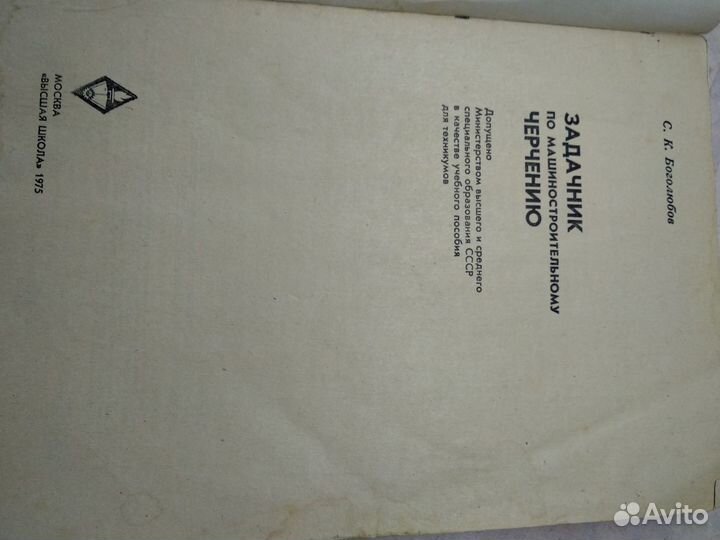 С. К. Боголюбов
ЗАДАЧНИК
ПО МАШИНОСТРОИТЕЛЬНОМУ
ЧЕРЧЕНИЮ
Допущено
Министерством высшего и среднего
специального образования СССР
в качестве учебного пособия
для техникумов
МОСКВА
«ВЫСШАЯ ШКОЛА» 1975
Avito